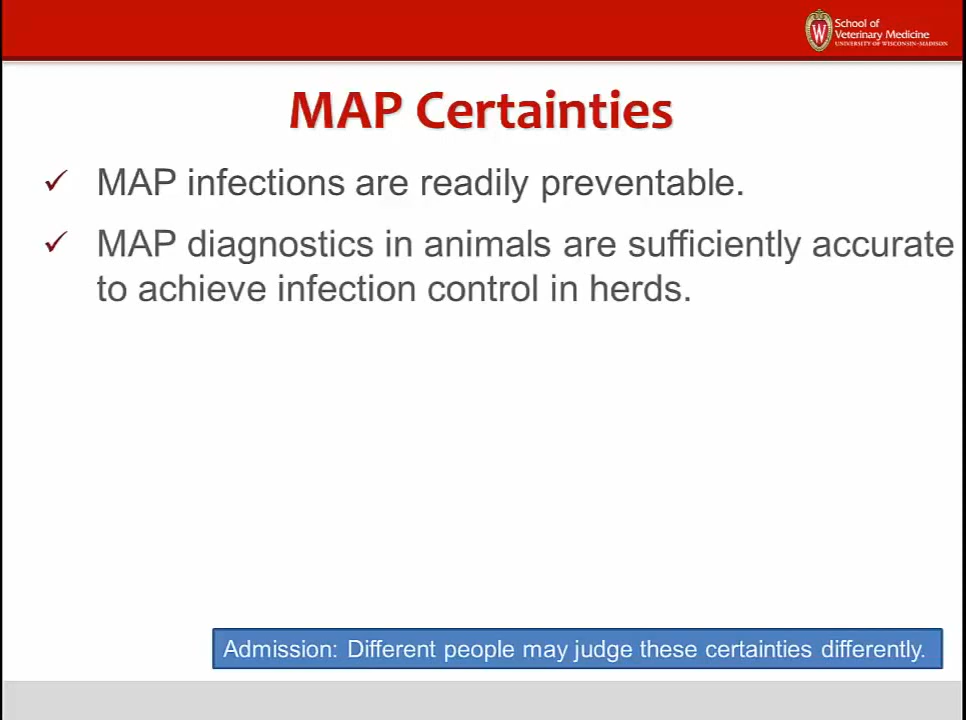 School of
Veterinary Medicine
UNIVERSITY OF WISCONSIN-MADISON
MAP Certainties
✓ MAP infections are readily preventable.
✓ MAP diagnostics in animals are sufficiently accurate
to achieve infection control in herds.
Admission: Different people may judge these certainties differently.